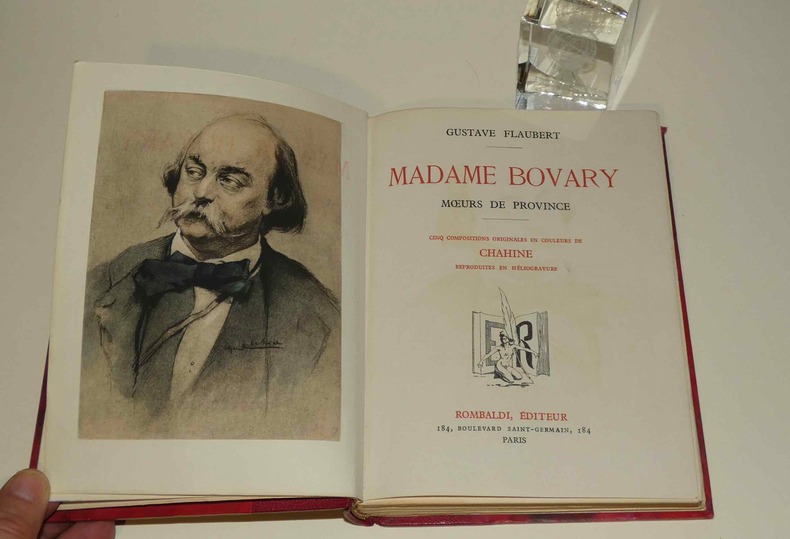 GUSTAVE FLAUBERT
MADAME BOVARY
MŒURS DE PROVINCE
CINQ COMPOSITIONS ORIGINALES EN COULEURS DE
CHAHINE
REPRODUITES EN HÉLIOGRAVURE
ER
ROMBALDI, ÉDITEUR
184, BOULEVARD SAINT-GERMAIN, 184
PARIS